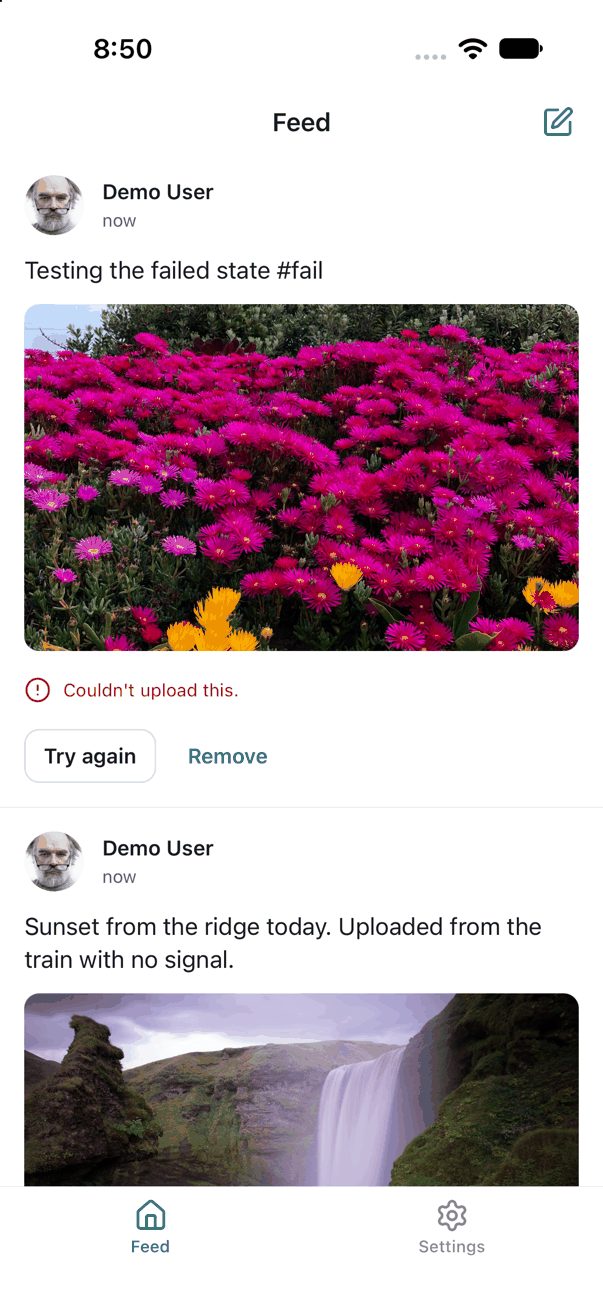 8:50
Feed
Demo User
now
Testing the failed state #fail
Couldn't upload this.
Try again
Remove
Demo User
now
Sunset from the ridge today. Uploaded from the
train with no signal.
Feed
Settings